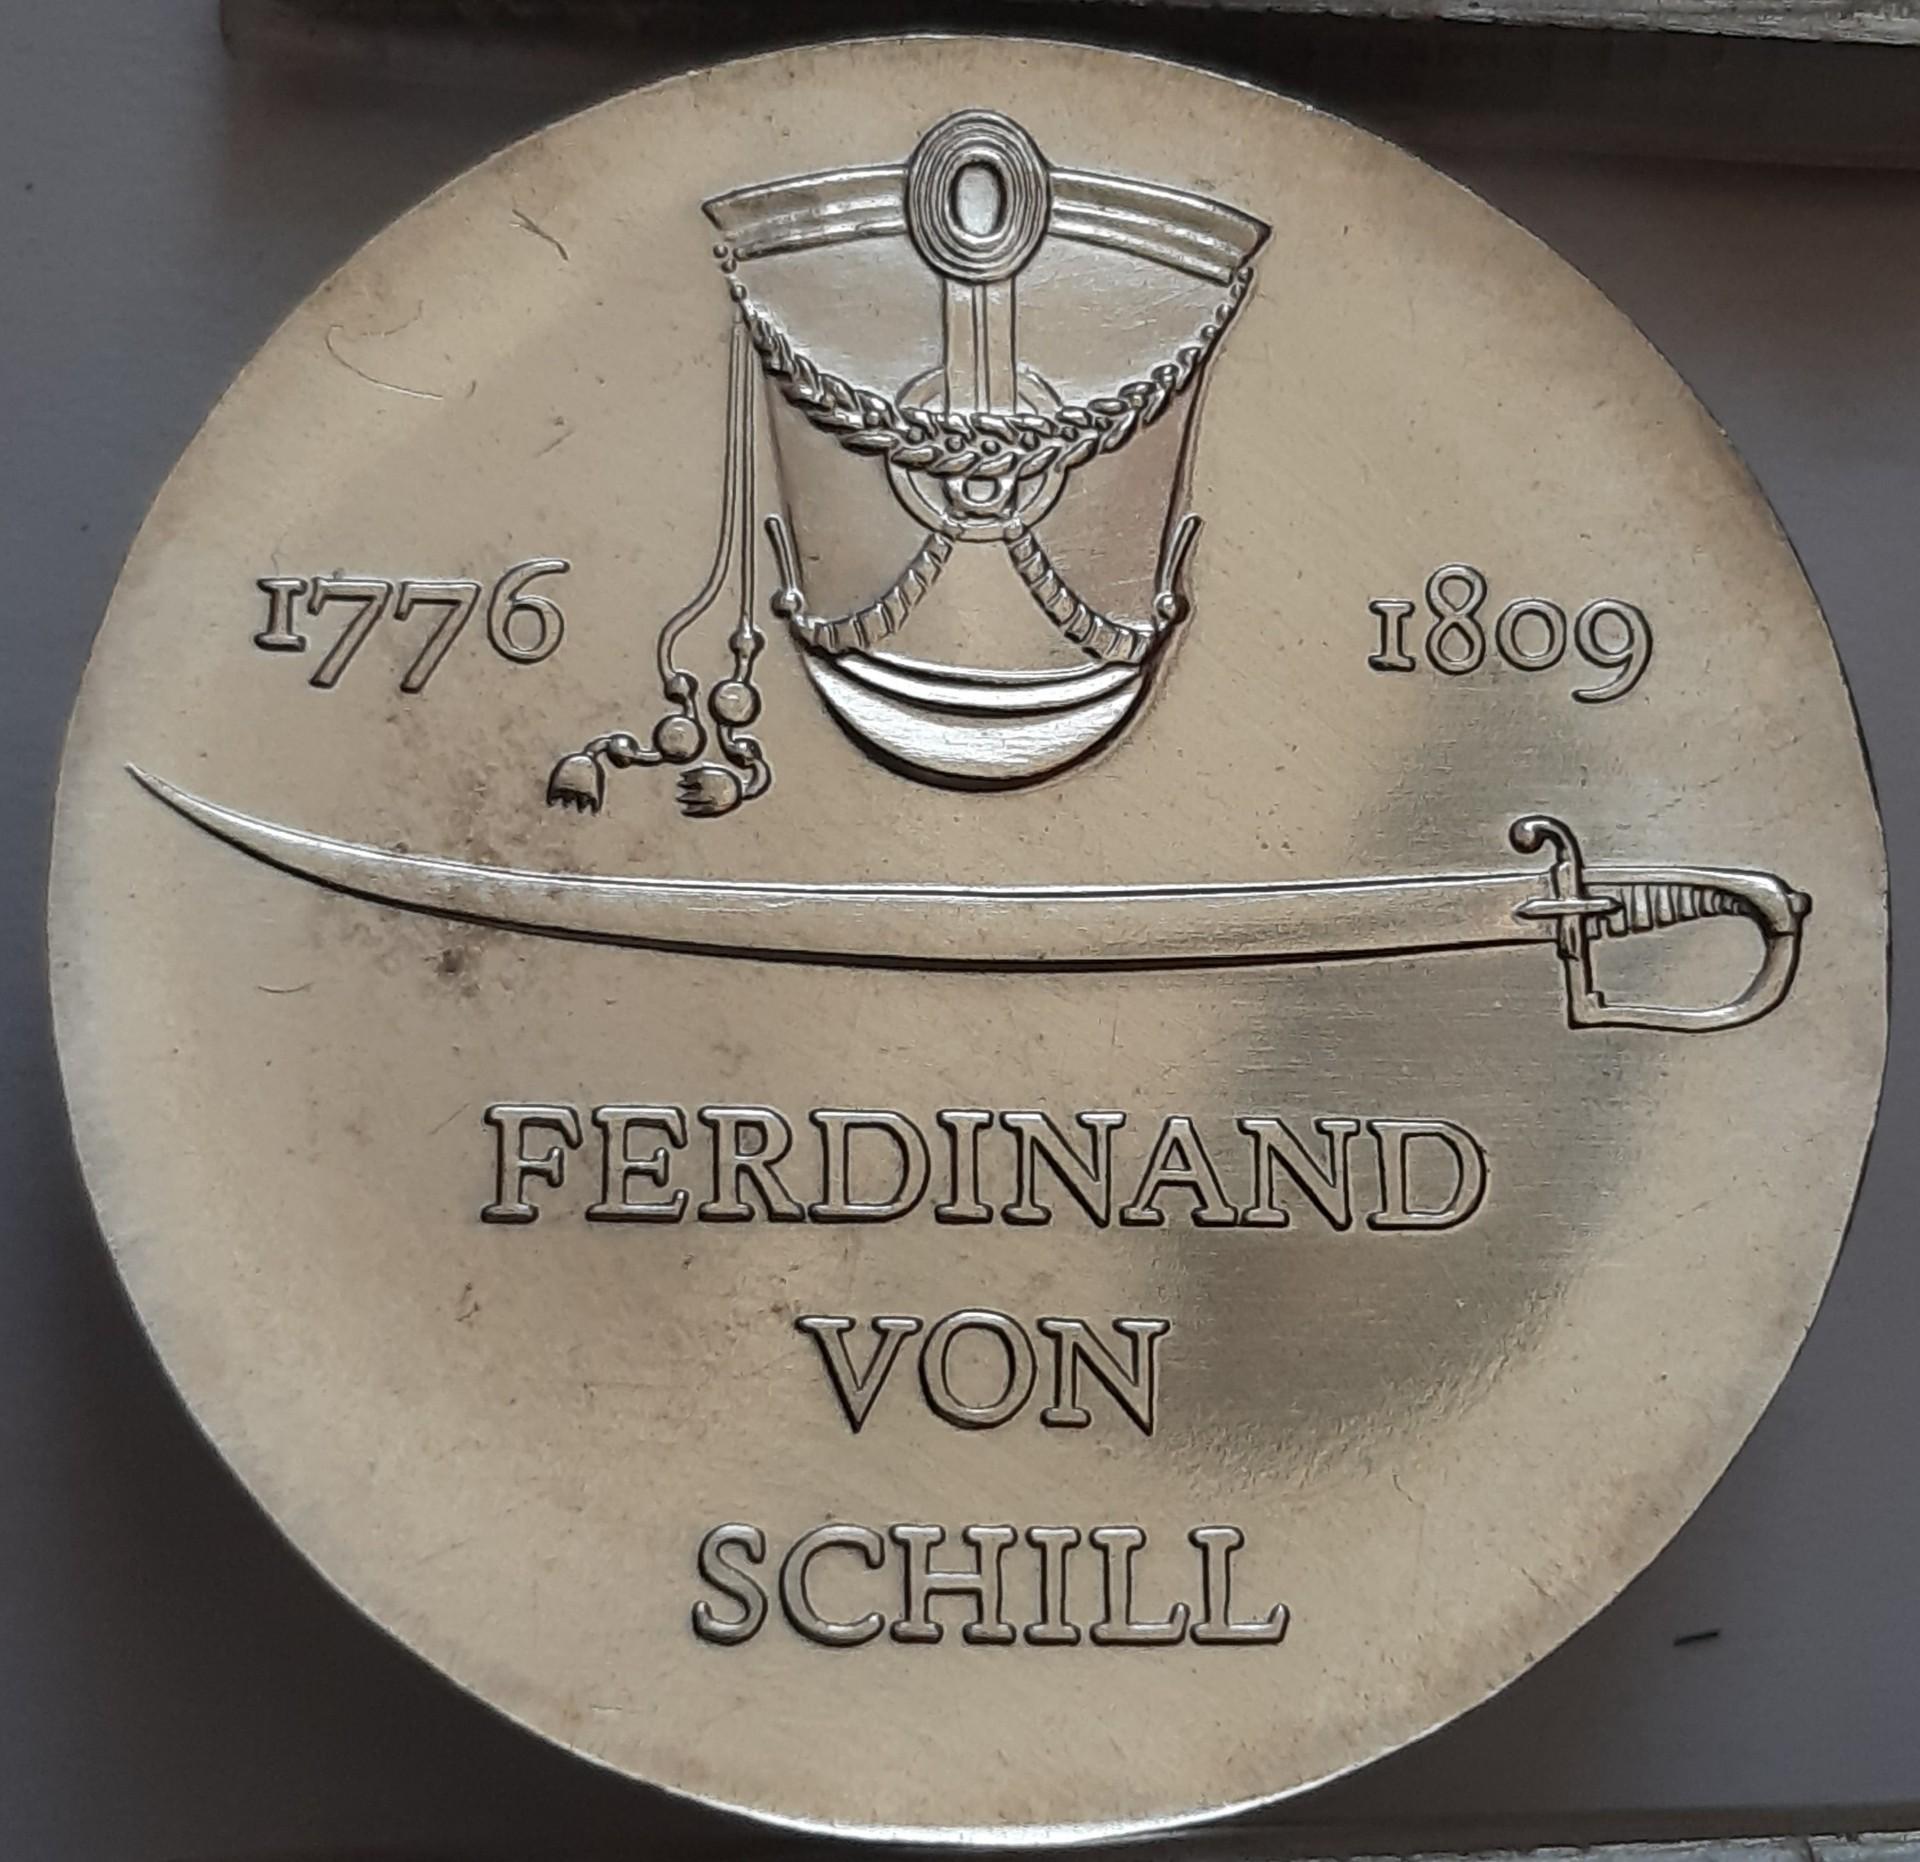 1776 1809
FERDINAND
VON
SCHILL